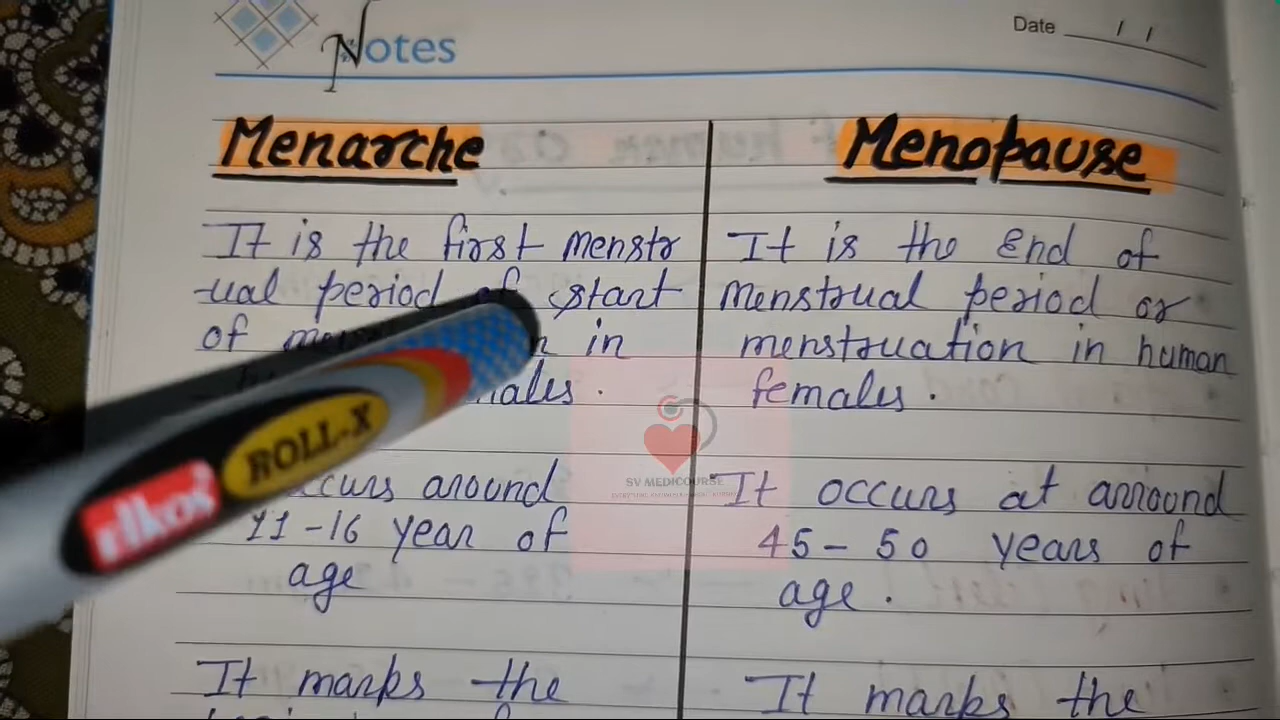 Notes
Date / /
Menarche
It is the first menstr
ual period of start
of in
.
11-16 year of
age
It marks the
Menopause
It is the End of
menstrual period or
menstruation in human
females.
It occurs at arround
45-50 years of
age.
It marks the
around
ROLL-X
elkos
SV MEDICOURSE